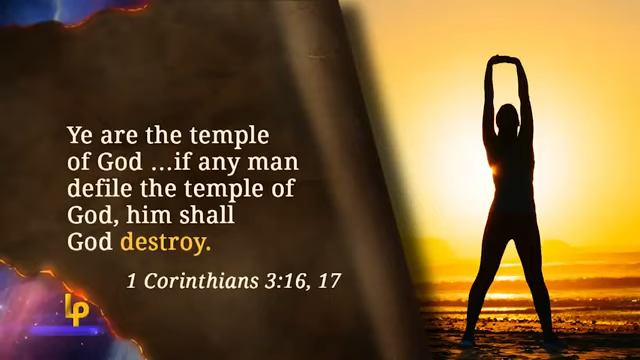 Ye are the temple
of God ...if any man
defile the temple of
God, him shall
God destroy.
1 Corinthians 3:16, 17
LP